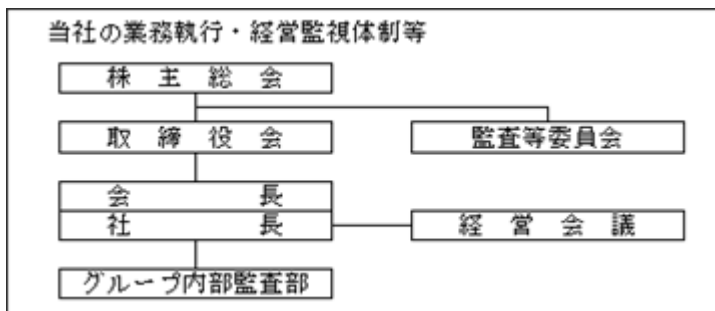 当社の業務執行・経営監視体制等
株主総会
取締役会
監査等委員会
会長
社長
経営会議
グループ内部監査部